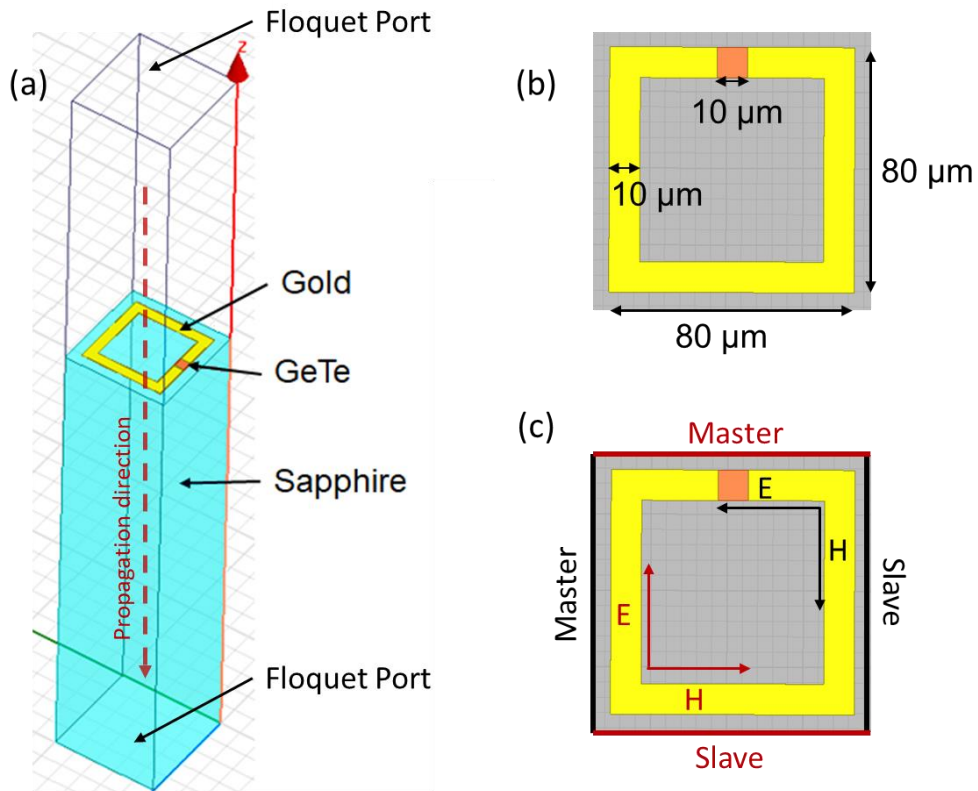 (a)
Floquet Port
z
Gold
GeTe
Sapphire
Propagation direction
Floquet Port
(b)
10 μm
10 μm
80 μm
80 μm
(c)
Master
E
H
Master
Slave
E
H
Slave